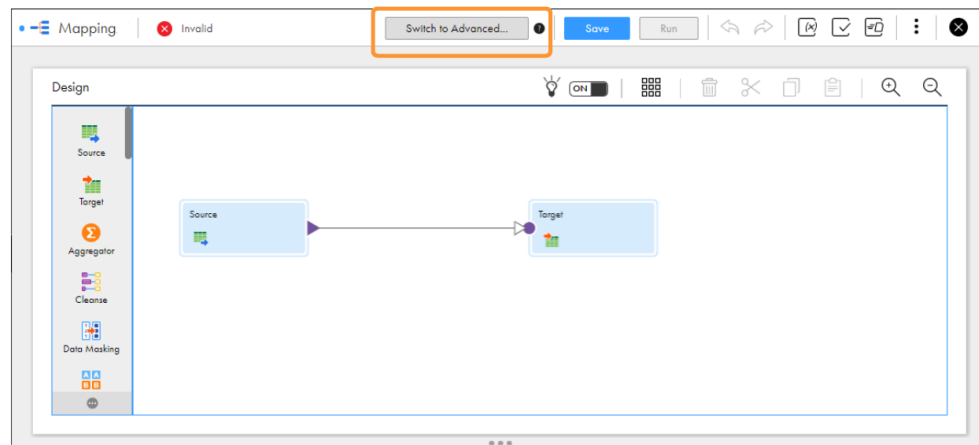 Mapping
Invalid
Switch to Advanced...
?
Save
Run
Design
ON
Source
Target
Aggregator
Cleanse
Data Masking
Source
Target